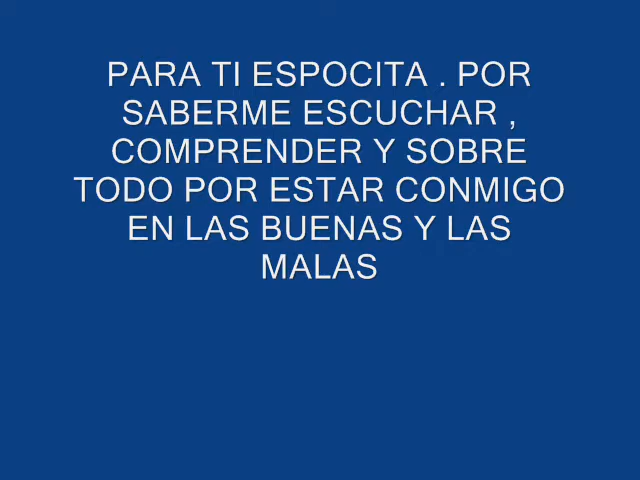 PARA TI ESPOCITA . POR
SABERME ESCUCHAR ,
COMPRENDER Y SOBRE
TODO POR ESTAR CONMIGO
EN LAS BUENAS Y LAS
MALAS